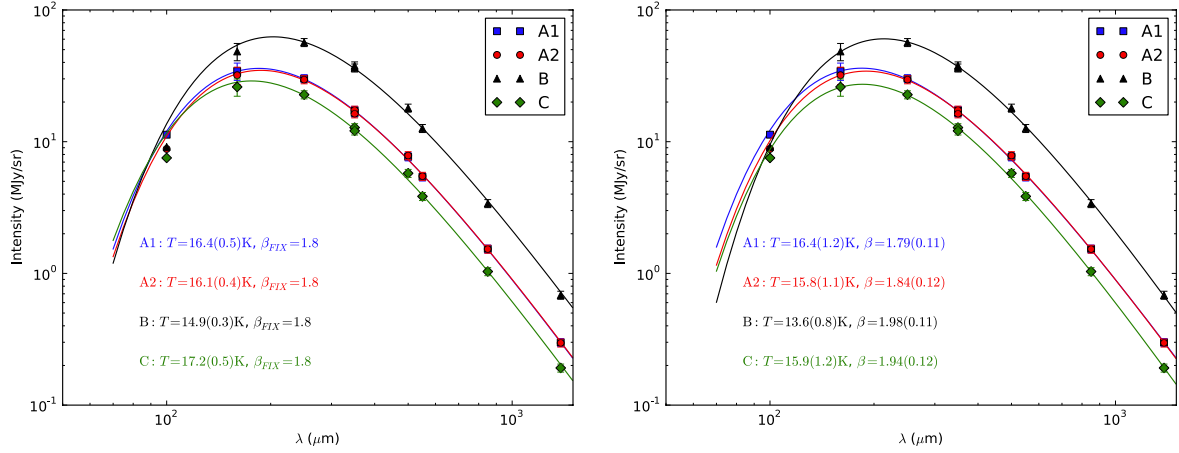 10²
10¹
10⁰
10⁻¹
Intensity (MJy/sr)
A1
A2
B
C
A1: T=16.4(0.5)K, β_FIX=1.8
A2: T=16.1(0.4)K, β_FIX=1.8
B: T=14.9(0.3)K, β_FIX=1.8
C: T=17.2(0.5)K, β_FIX=1.8
10²
10³
λ (μm)
10²
10¹
10⁰
10⁻¹
Intensity (MJy/sr)
A1
A2
B
C
A1: T=16.4(1.2)K, β=1.79(0.11)
A2: T=15.8(1.1)K, β=1.84(0.12)
B: T=13.6(0.8)K, β=1.98(0.11)
C: T=15.9(1.2)K, β=1.94(0.12)
10²
10³
λ (μm)